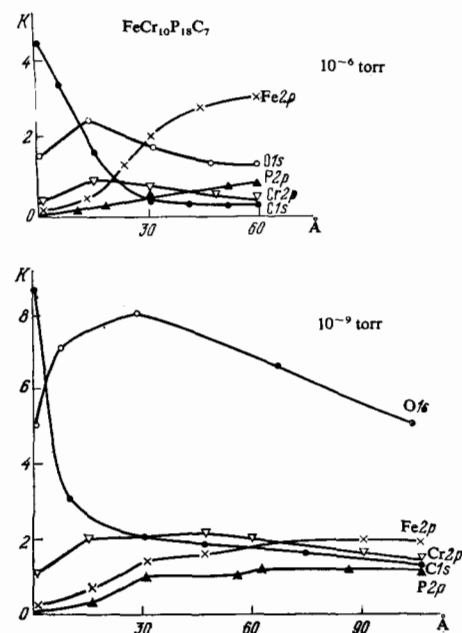 K
FeCr₁₀P₁₈C₇
10⁻⁶ torr
4
Fe2p
2
O1s
P2p
Cr2p
C1s
0
30
60
Å
K
8
10⁻⁹ torr
6
O1s
4
Fe2p
2
Cr2p
C1s
P2p
0
30
60
90
Å